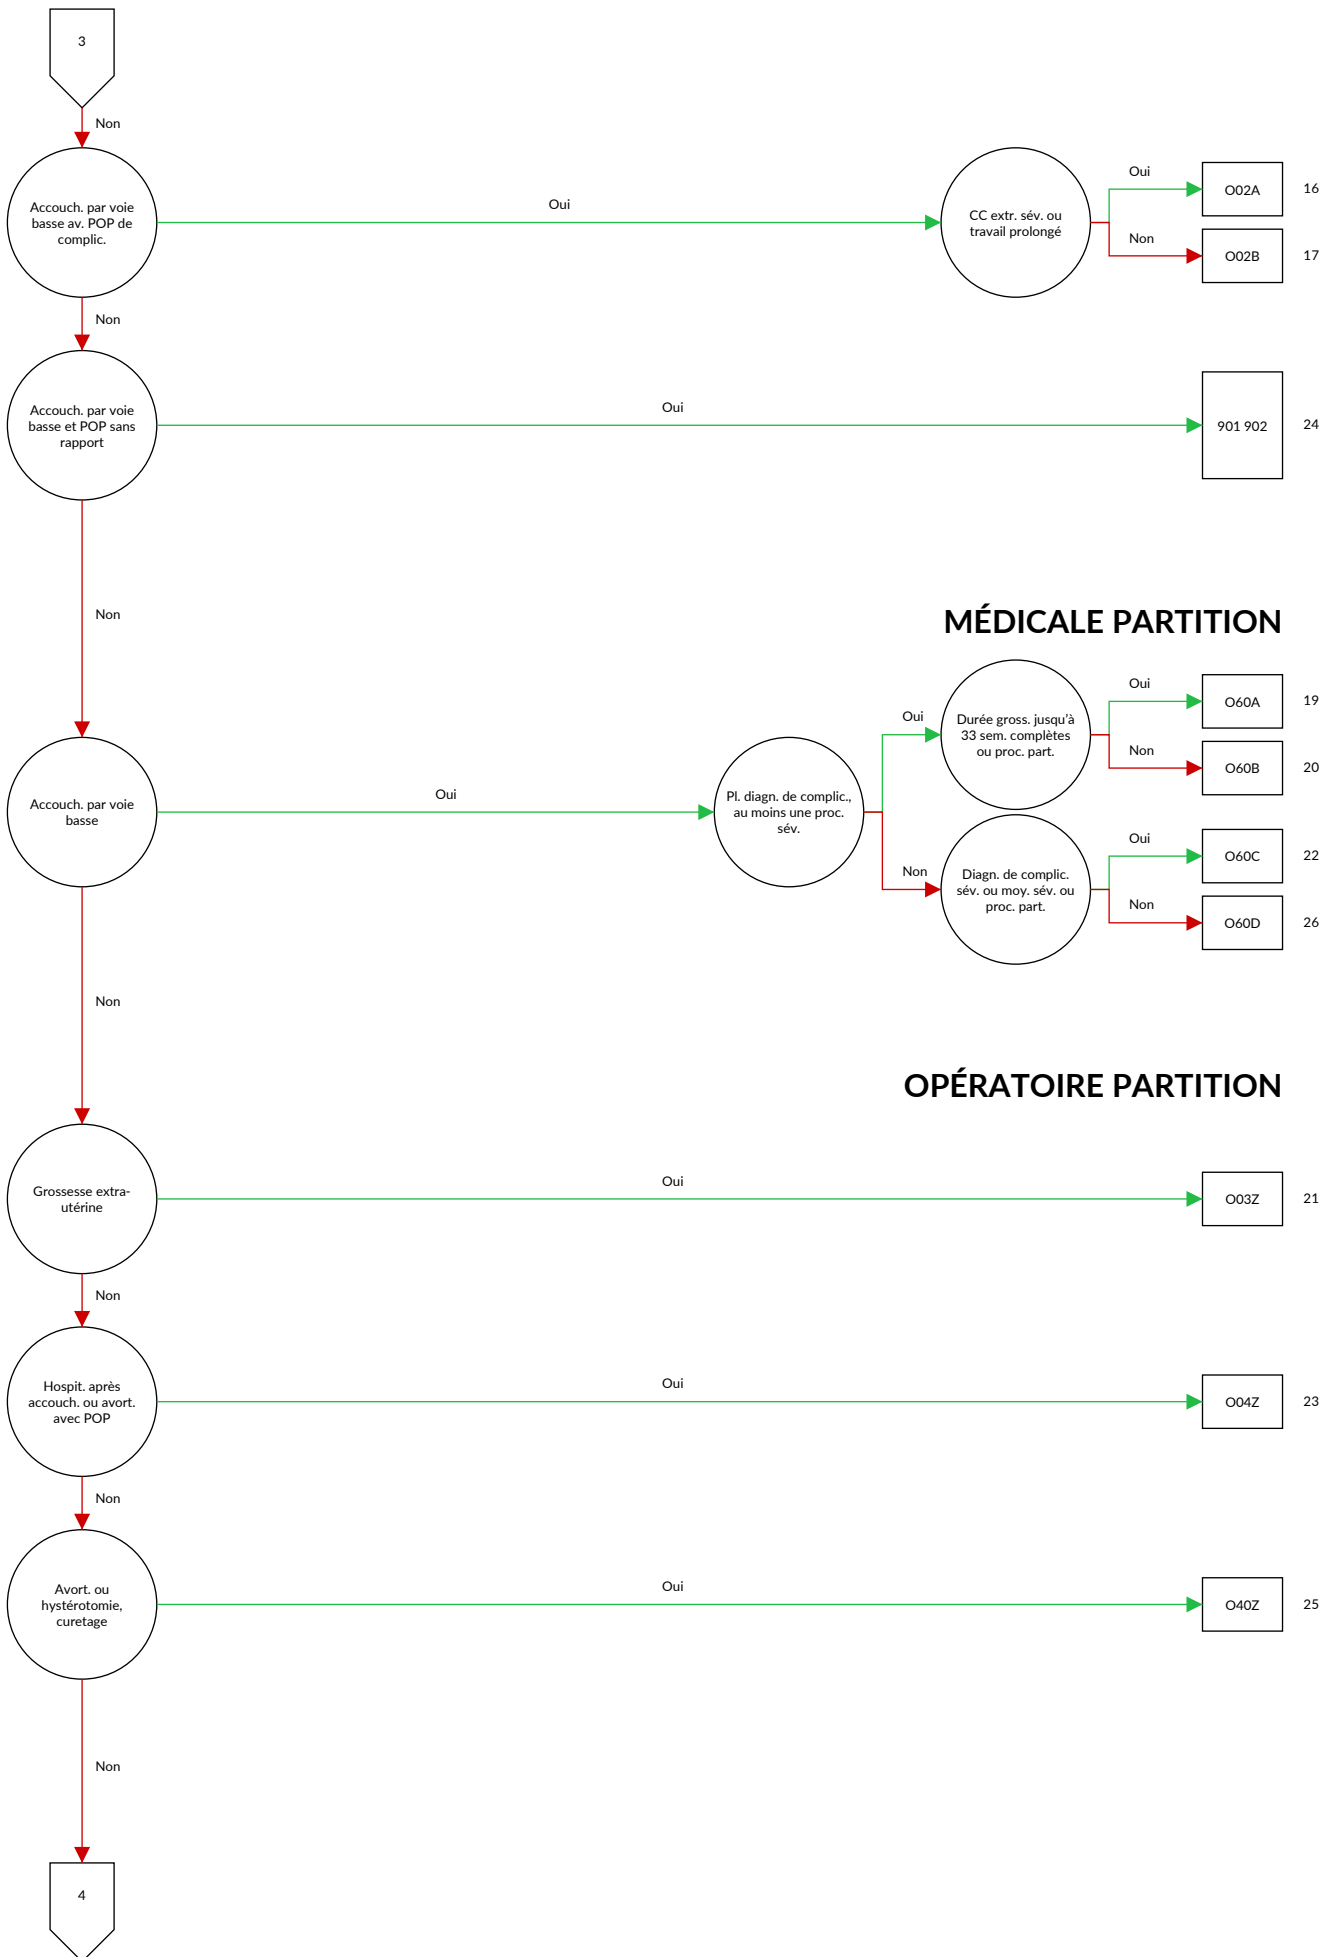 3
Non
Accouch. par voie
basse av. POP de
complic.
Oui
CC extr. sév. ou
travail prolongé
Oui
O02A
16
Non
O02B
17
Non
Accouch. par voie
basse et POP sans
rapport
Oui
901 902
24
Non
MÉDICALE PARTITION
Accouch. par voie
basse
Oui
Pl. diagn. de complic.,
au moins une proc.
sév.
Oui
Durée gross. jusqu'à
33 sem. complètes
ou proc. part.
Oui
O60A
19
Non
O60B
20
Non
Diagn. de complic.
sév. ou moy. sév. ou
proc. part.
Oui
O60C
22
Non
O60D
26
Non
OPÉRATOIRE PARTITION
Grossesse extra-
utérine
Oui
O03Z
21
Non
Hospit. après
accouch. ou avort.
avec POP
Oui
O04Z
23
Non
Avort. ou
hystérotomie,
curetage
Oui
O40Z
25
Non
4